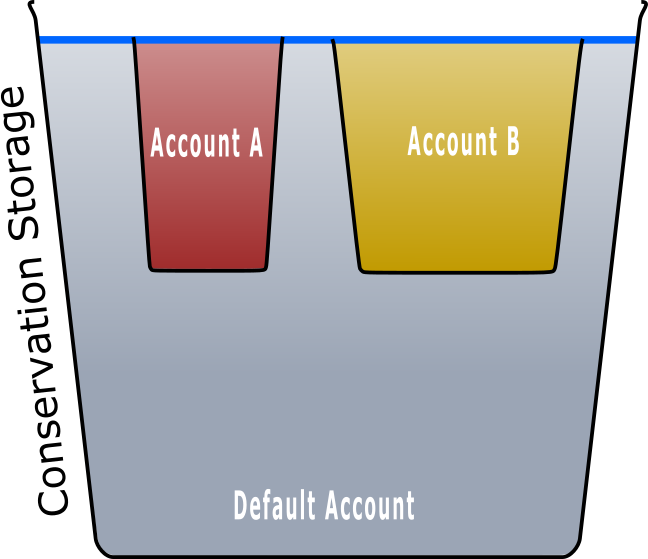 Conservation Storage
Account A
Account B
Default Account